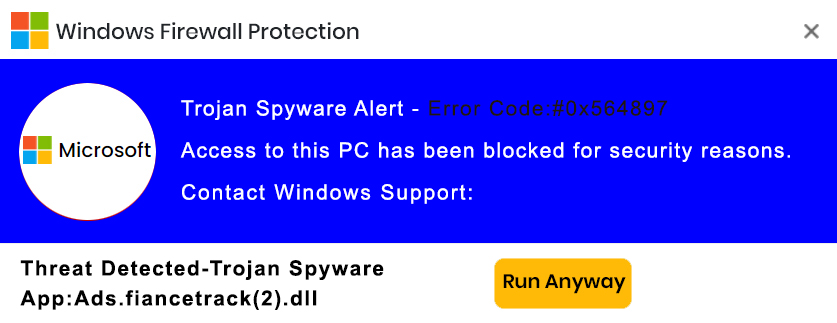 Windows Firewall Protection
Microsoft
Trojan Spyware Alert - Error Code:#0x564897
Access to this PC has been blocked for security reasons.
Contact Windows Support:
Threat Detected-Trojan Spyware
App:Ads.fiancetrack(2).dll
Run Anyway